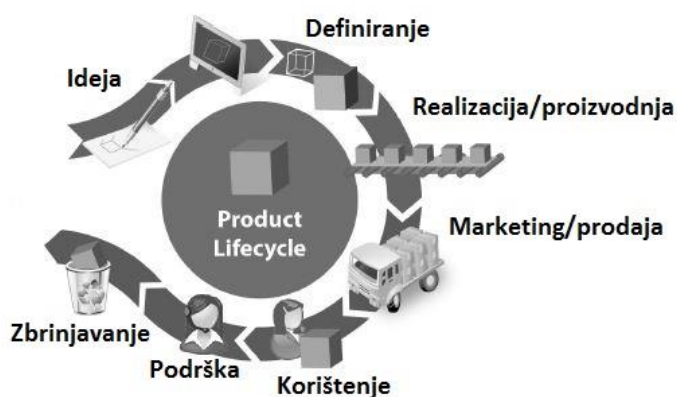 Definiranje
Ideja
Realizacija/proizvodnja
Product
Lifecycle
Marketing/prodaja
Zbrinjavanje
Podrška
Korištenje